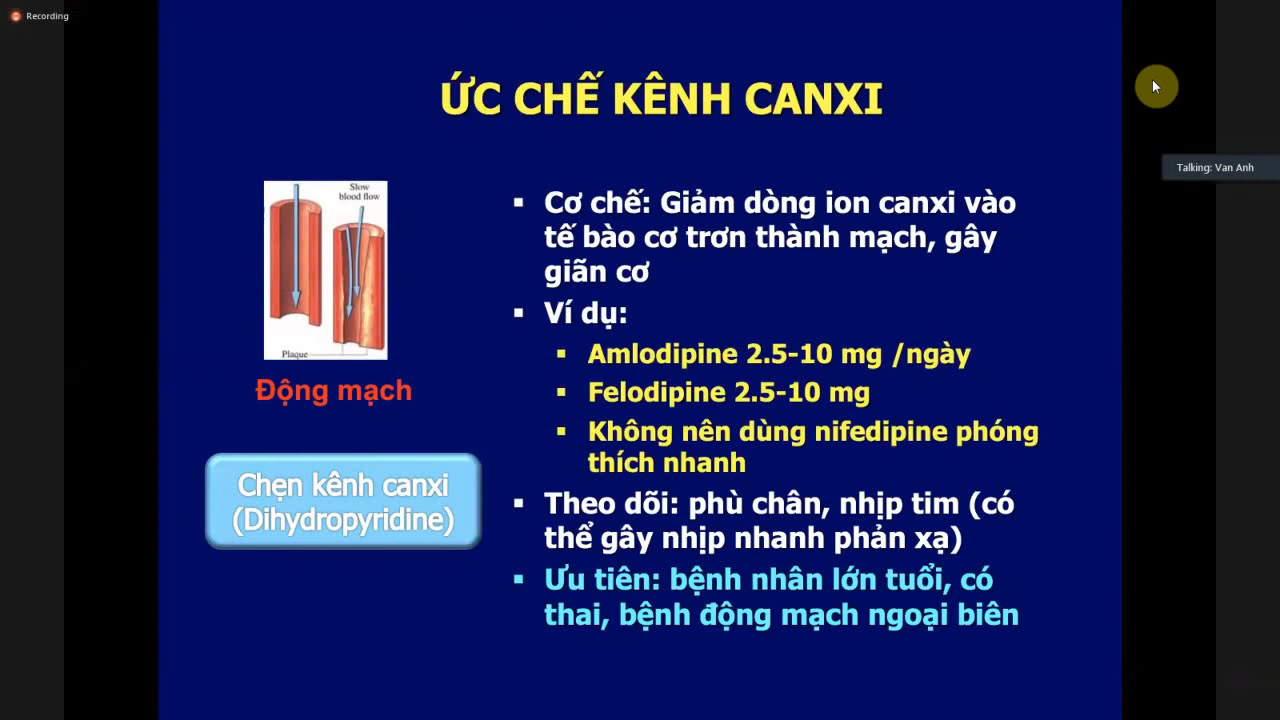 Recording
ỨC CHẾ KÊNH CANXI
Talking: Van Anh
Slow
blood flow
Plaque
Động mạch
Chẹn kênh canxi
(Dihydropyridine)
▪ Cơ chế: Giảm dòng ion canxi vào
tế bào cơ trơn thành mạch, gây
giãn cơ
▪ Ví dụ:
▪ Amlodipine 2.5-10 mg /ngày
▪ Felodipine 2.5-10 mg
▪ Không nên dùng nifedipine phóng
thích nhanh
▪ Theo dõi: phù chân, nhịp tim (có
thể gây nhịp nhanh phản xạ)
▪ Ưu tiên: bệnh nhân lớn tuổi, có
thai, bệnh động mạch ngoại biên